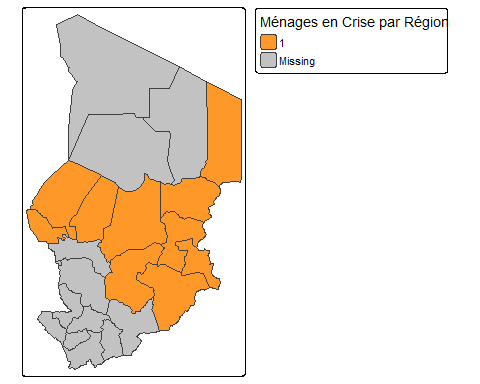 Ménages en Crise par Région
1
Missing